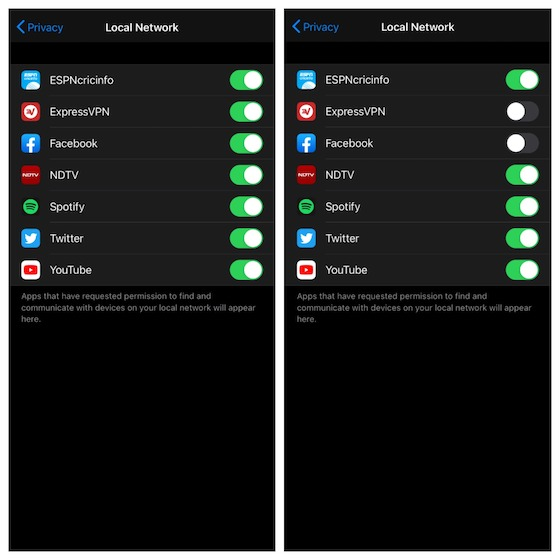 Privacy Local Network
ESPNcricinfo
ExpressVPN
Facebook
NDTV
Spotify
Twitter
YouTube
Apps that have requested permission to find and
communicate with devices on your local network will appear
here.
Privacy Local Network
ESPNcricinfo
ExpressVPN
Facebook
NDTV
Spotify
Twitter
YouTube
Apps that have requested permission to find and
communicate with devices on your local network will appear
here.